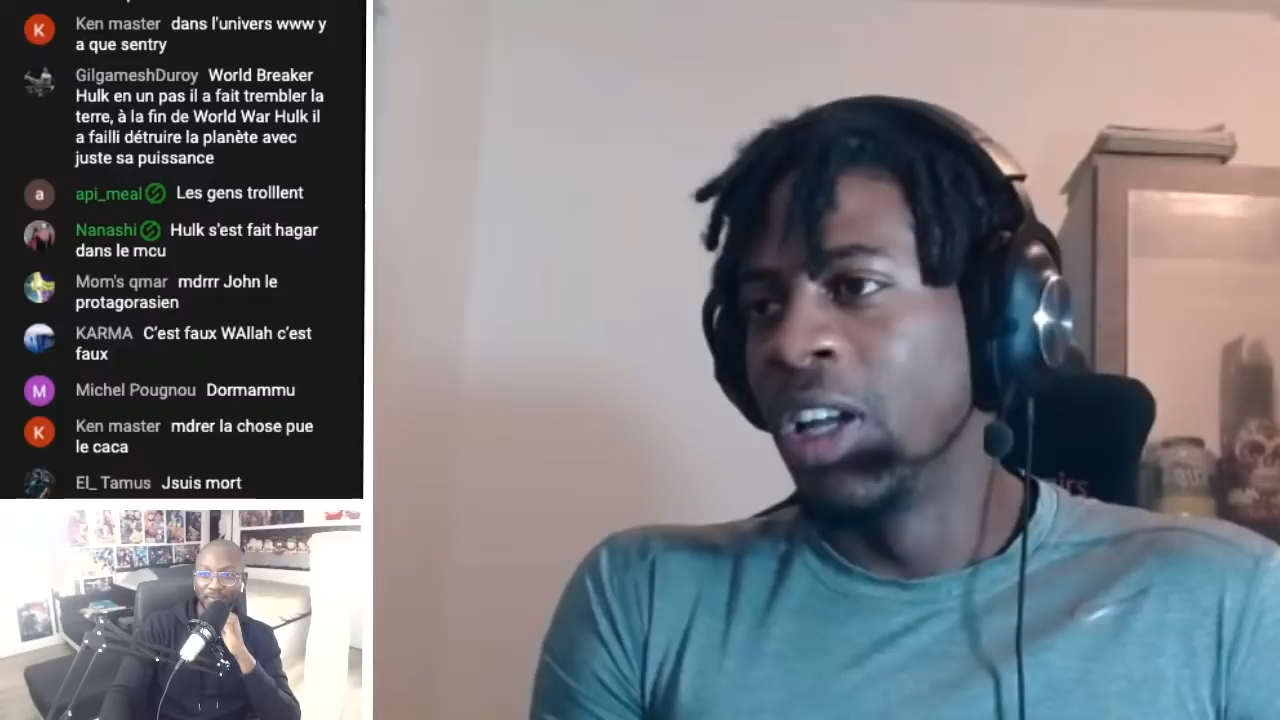 Ken master dans l'univers www y
a que sentry
GilgameshDuroy World Breaker
Hulk en un pas il a fait trembler la
terre, à la fin de World War Hulk il
a failli détruire la planète avec
juste sa puissance
api_meal Les gens trolllent
Nanashi Hulk s'est fait hagar
dans le mcu
Mom's qmar mdrrr John le
protagorasien
KARMA C'est faux WAllah c'est
faux
Michel Pougnou Dormammu
Ken master mdrer la chose pue
le caca
El_ Tamus Jsuis mort
K
a
M
K